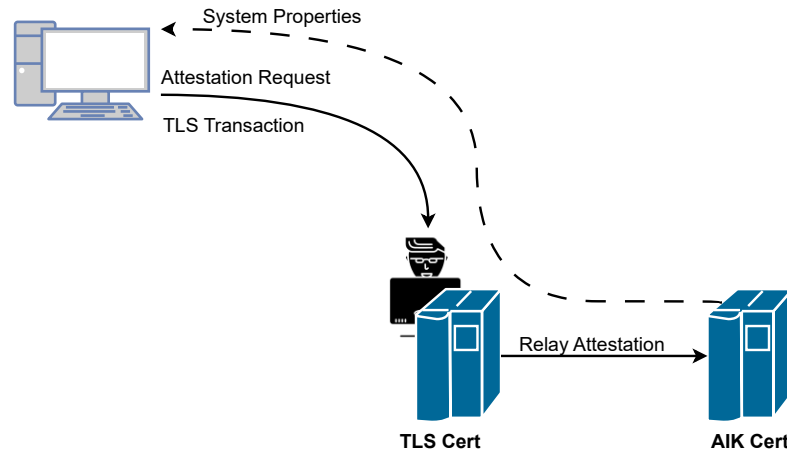 System Properties
Attestation Request
TLS Transaction
Relay Attestation
TLS Cert
AIK Cert